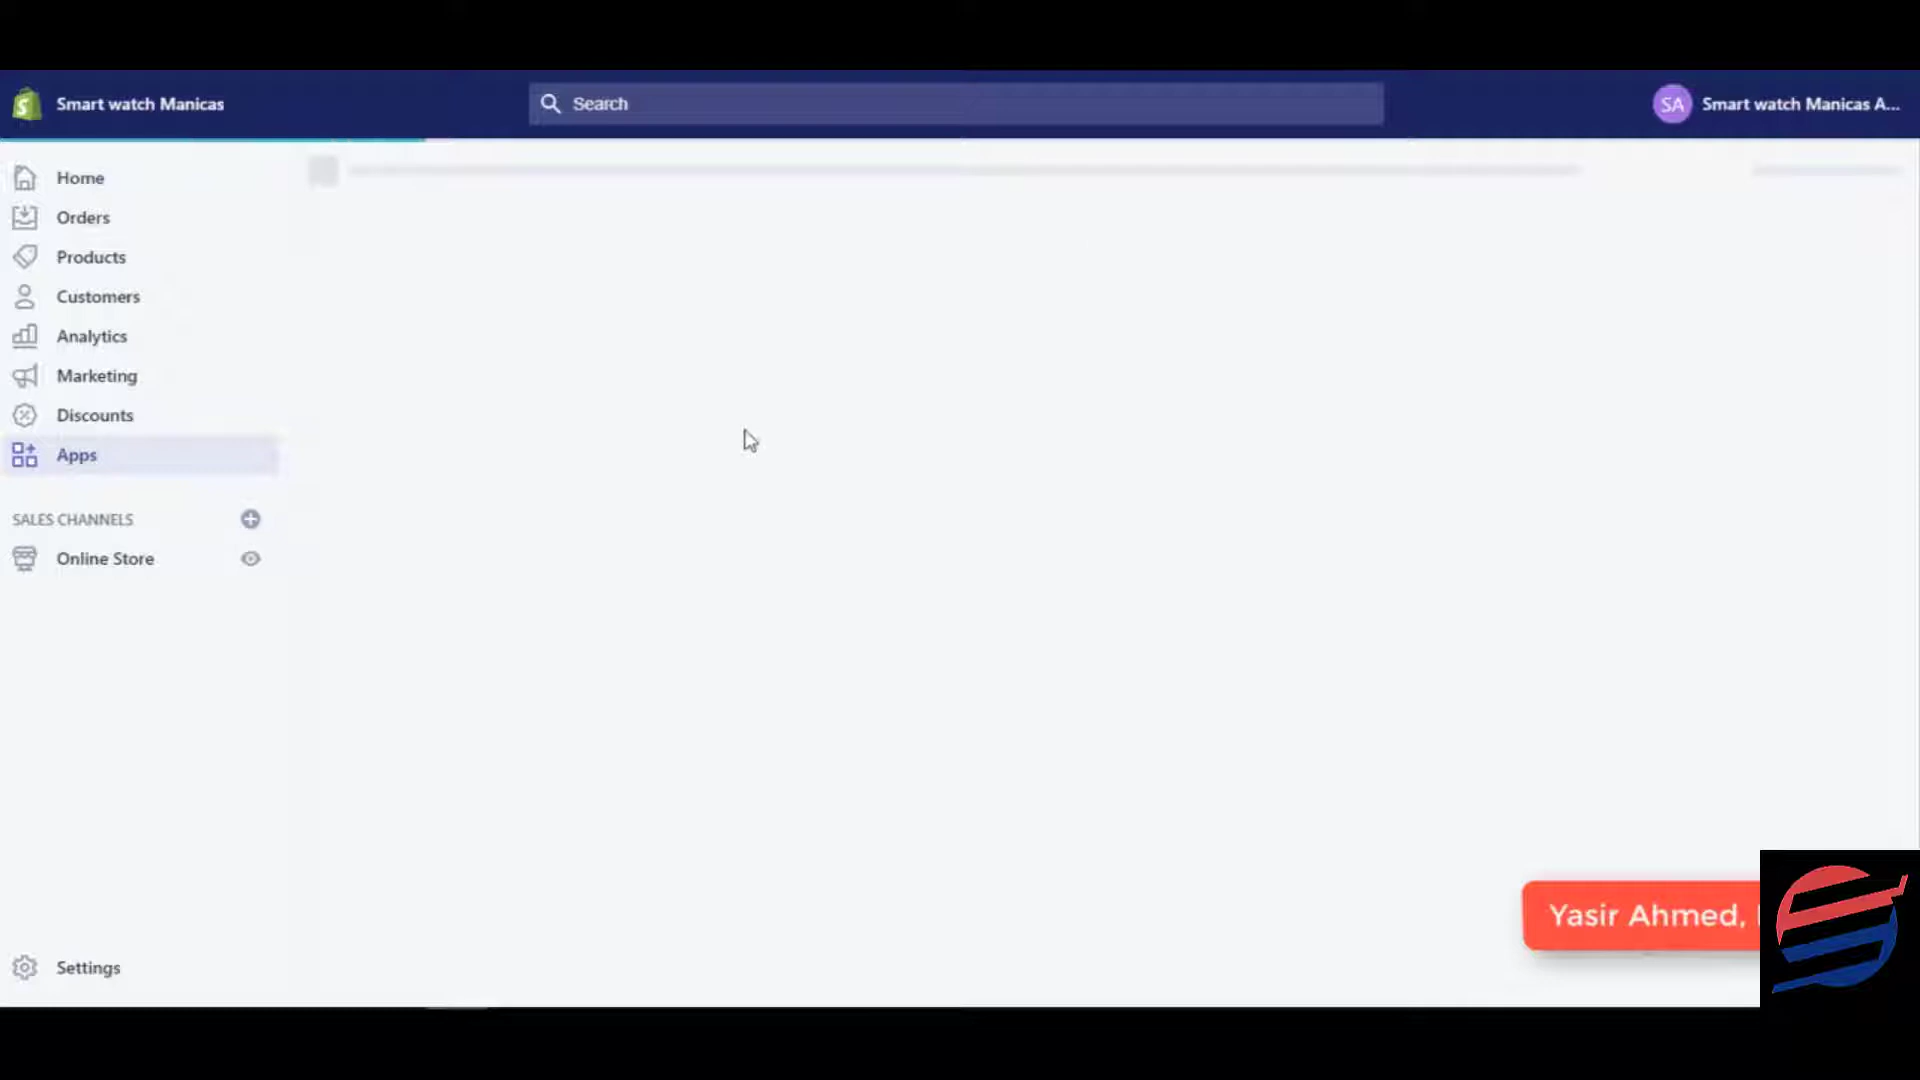 Smart watch Manicas
Search
SA
Smart watch Manicas A...
Home
Orders
Products
Customers
Analytics
Marketing
Discounts
Apps
SALES CHANNELS
Online Store
Settings
Yasir Ahmed,